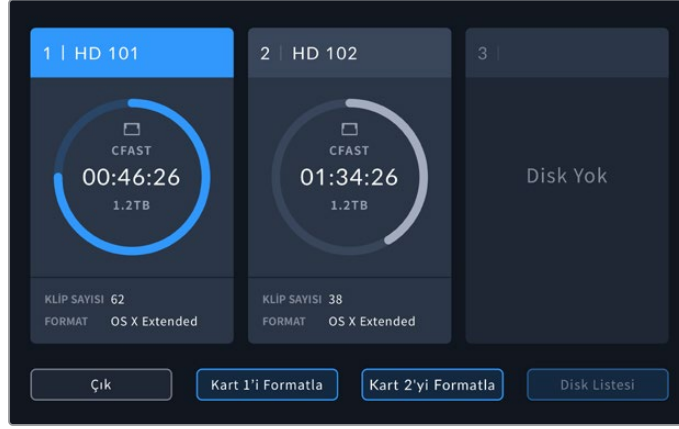 1 | HD 101
CFAST
00:46:26
1.2TB
KLİP SAYISI 62
FORMAT OS X Extended
2 | HD 102
CFAST
01:34:26
1.2TB
KLİP SAYISI 38
FORMAT OS X Extended
3 |
Disk Yok
Çık
Kart 1’i Formatla
Kart 2'yi Formatla
Disk Listesi